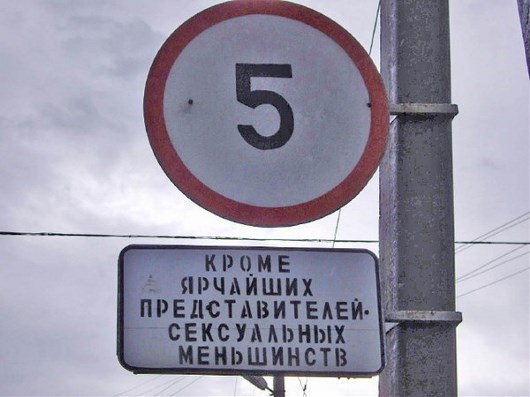 5
КРОМЕ
ЯРЧАЙШИХ
ПРЕДСТАВИТЕЛЕЙ
СЕКСУАЛЬНЫХ
МЕНЬШИНСТВ